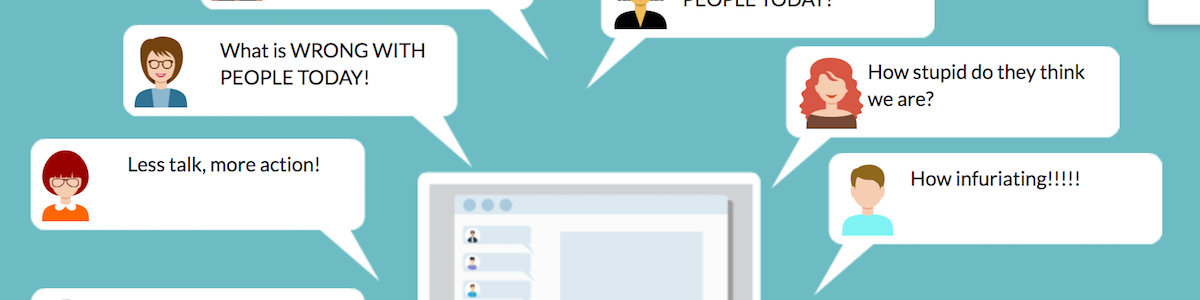 PEOPLE TODAY!
What is WRONG WITH
PEOPLE TODAY!
How stupid do they think
we are?
Less talk, more action!
How infuriating!!!!!